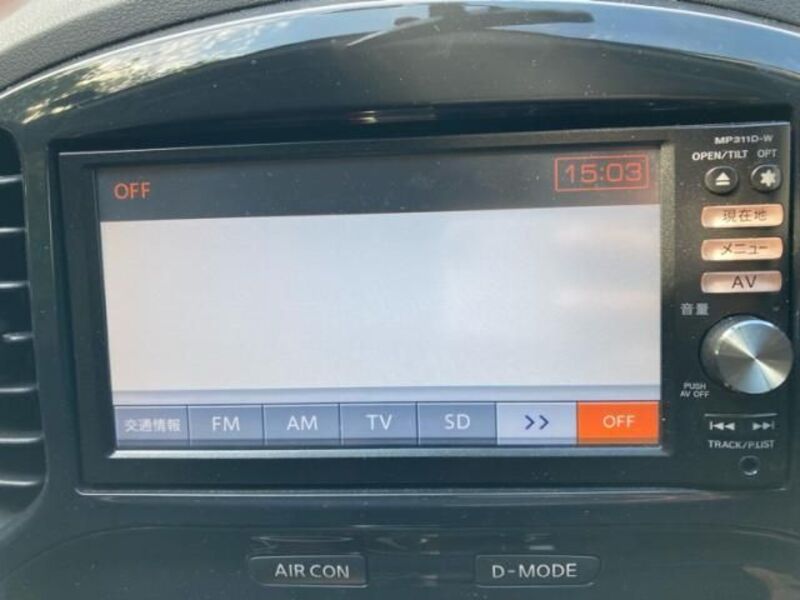 MP311D-W
OPEN/TILT OPT
OFF
15:03
現在地
メニュー
AV
音量
PUSH
AV OFF
交通情報 FM AM TV SD >> OFF
TRACK/P.LIST
AIR CON D-MODE